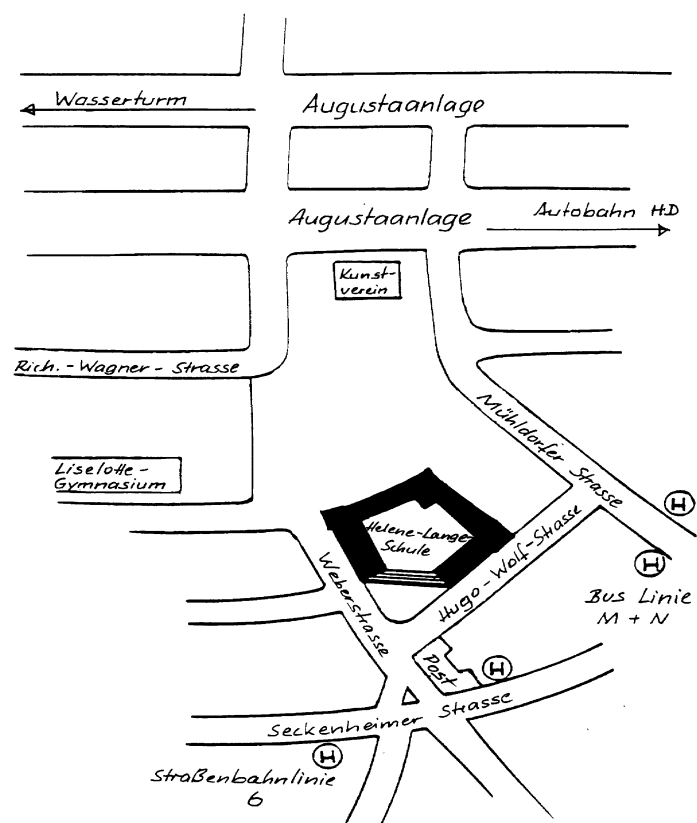 Wasserturm
Augustaanlage
Augustaanlage
Autobahn HD
Kunst-
verein
Rich.-Wagner-Strasse
Mühldorfer Strasse
Liselotte-
Gymnasium
H
Helene-Lange-
Schule
Hugo-Wolf-Strasse
Weberstrasse
H
Bus Linie
M + N
Post
H
Seckenheimer Strasse
H
Straßenbahnlinie
6